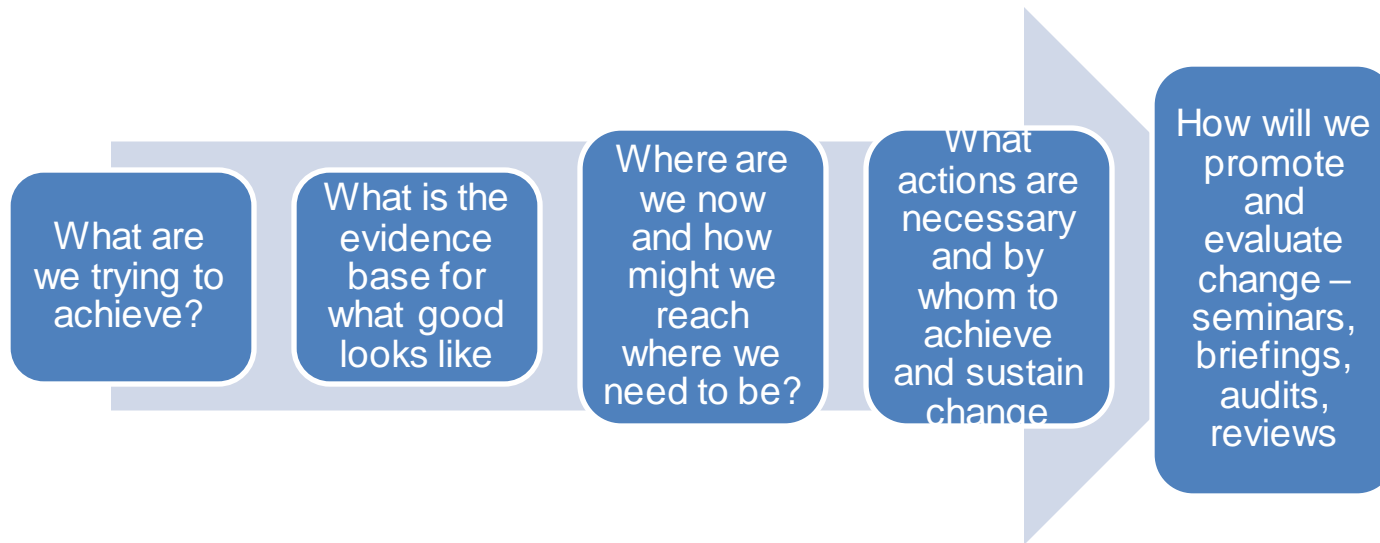 What are
we trying to
achieve?
What is the
evidence
base for
what good
looks like
Where are
we now
and how
might we
reach
where we
need to be?
What
actions are
necessary
and by
whom to
achieve
and sustain
change
How will we
promote
and
evaluate
change –
seminars,
briefings,
audits,
reviews